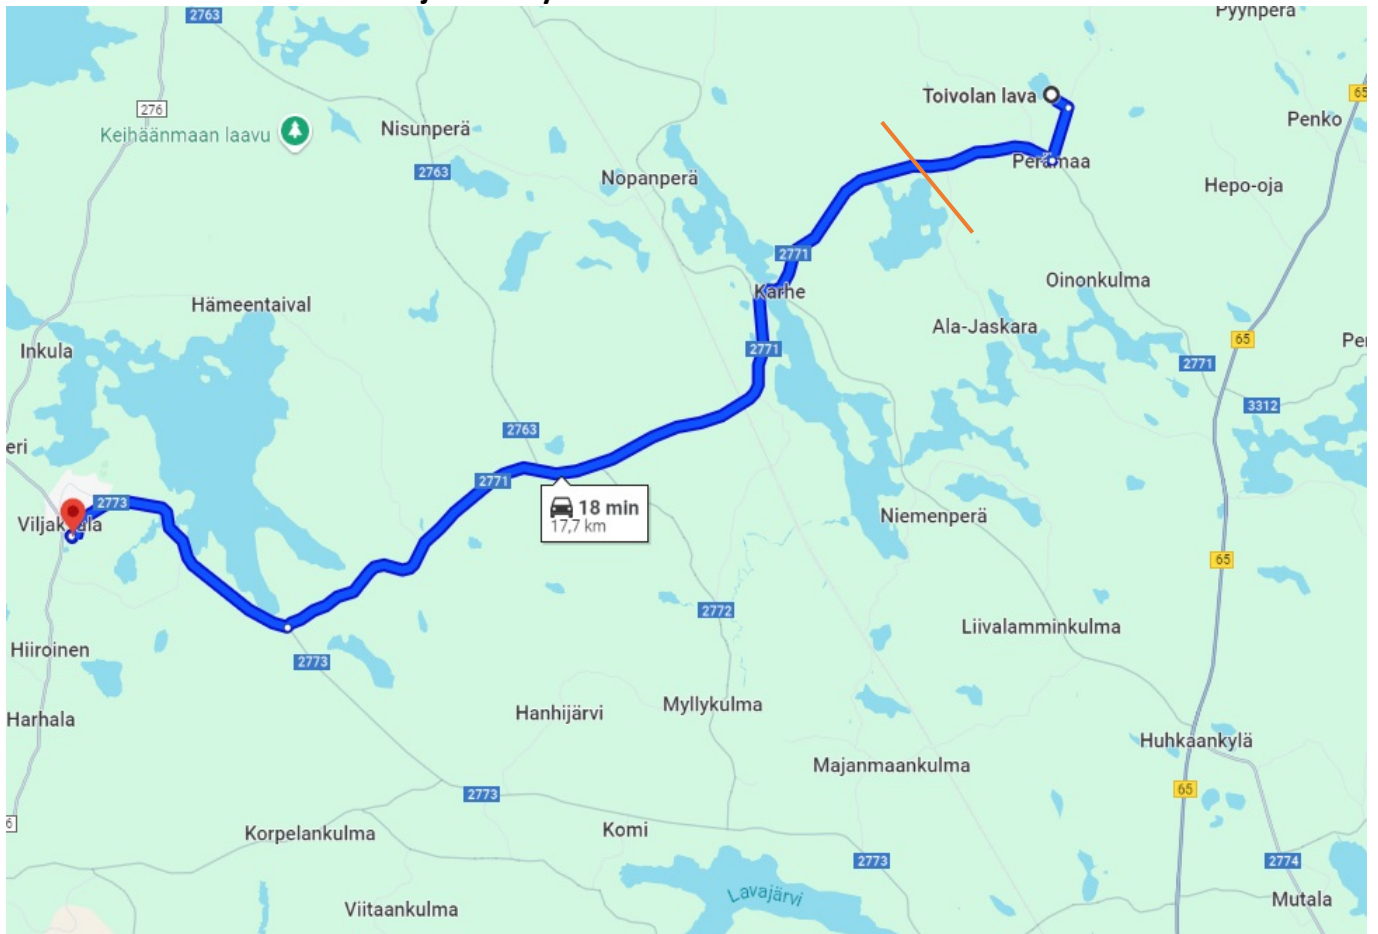 2763
Pyynperä
65
276
Keihäänmaan laavu
Nisunperä
2763
Toivolan lava
Penko
Perämaa
Nopanperä
Hepo-oja
2771
Karhe
Oinonkulma
Hämeentaival
Ala-Jaskara
Inkula
2771
65
2771
3312
2763
2771
18 min
17,7 km
2773
Viljakkala
Niemenperä
65
2772
Liivalamminkulma
Hiiroinen
2773
Harhala
Hanhijärvi
Myllykulma
Huhkaankylä
Majanmaankulma
65
2773
Korpelankulma
Komi
2773
2774
Lavajärvi
Viitaankulma
Mutala